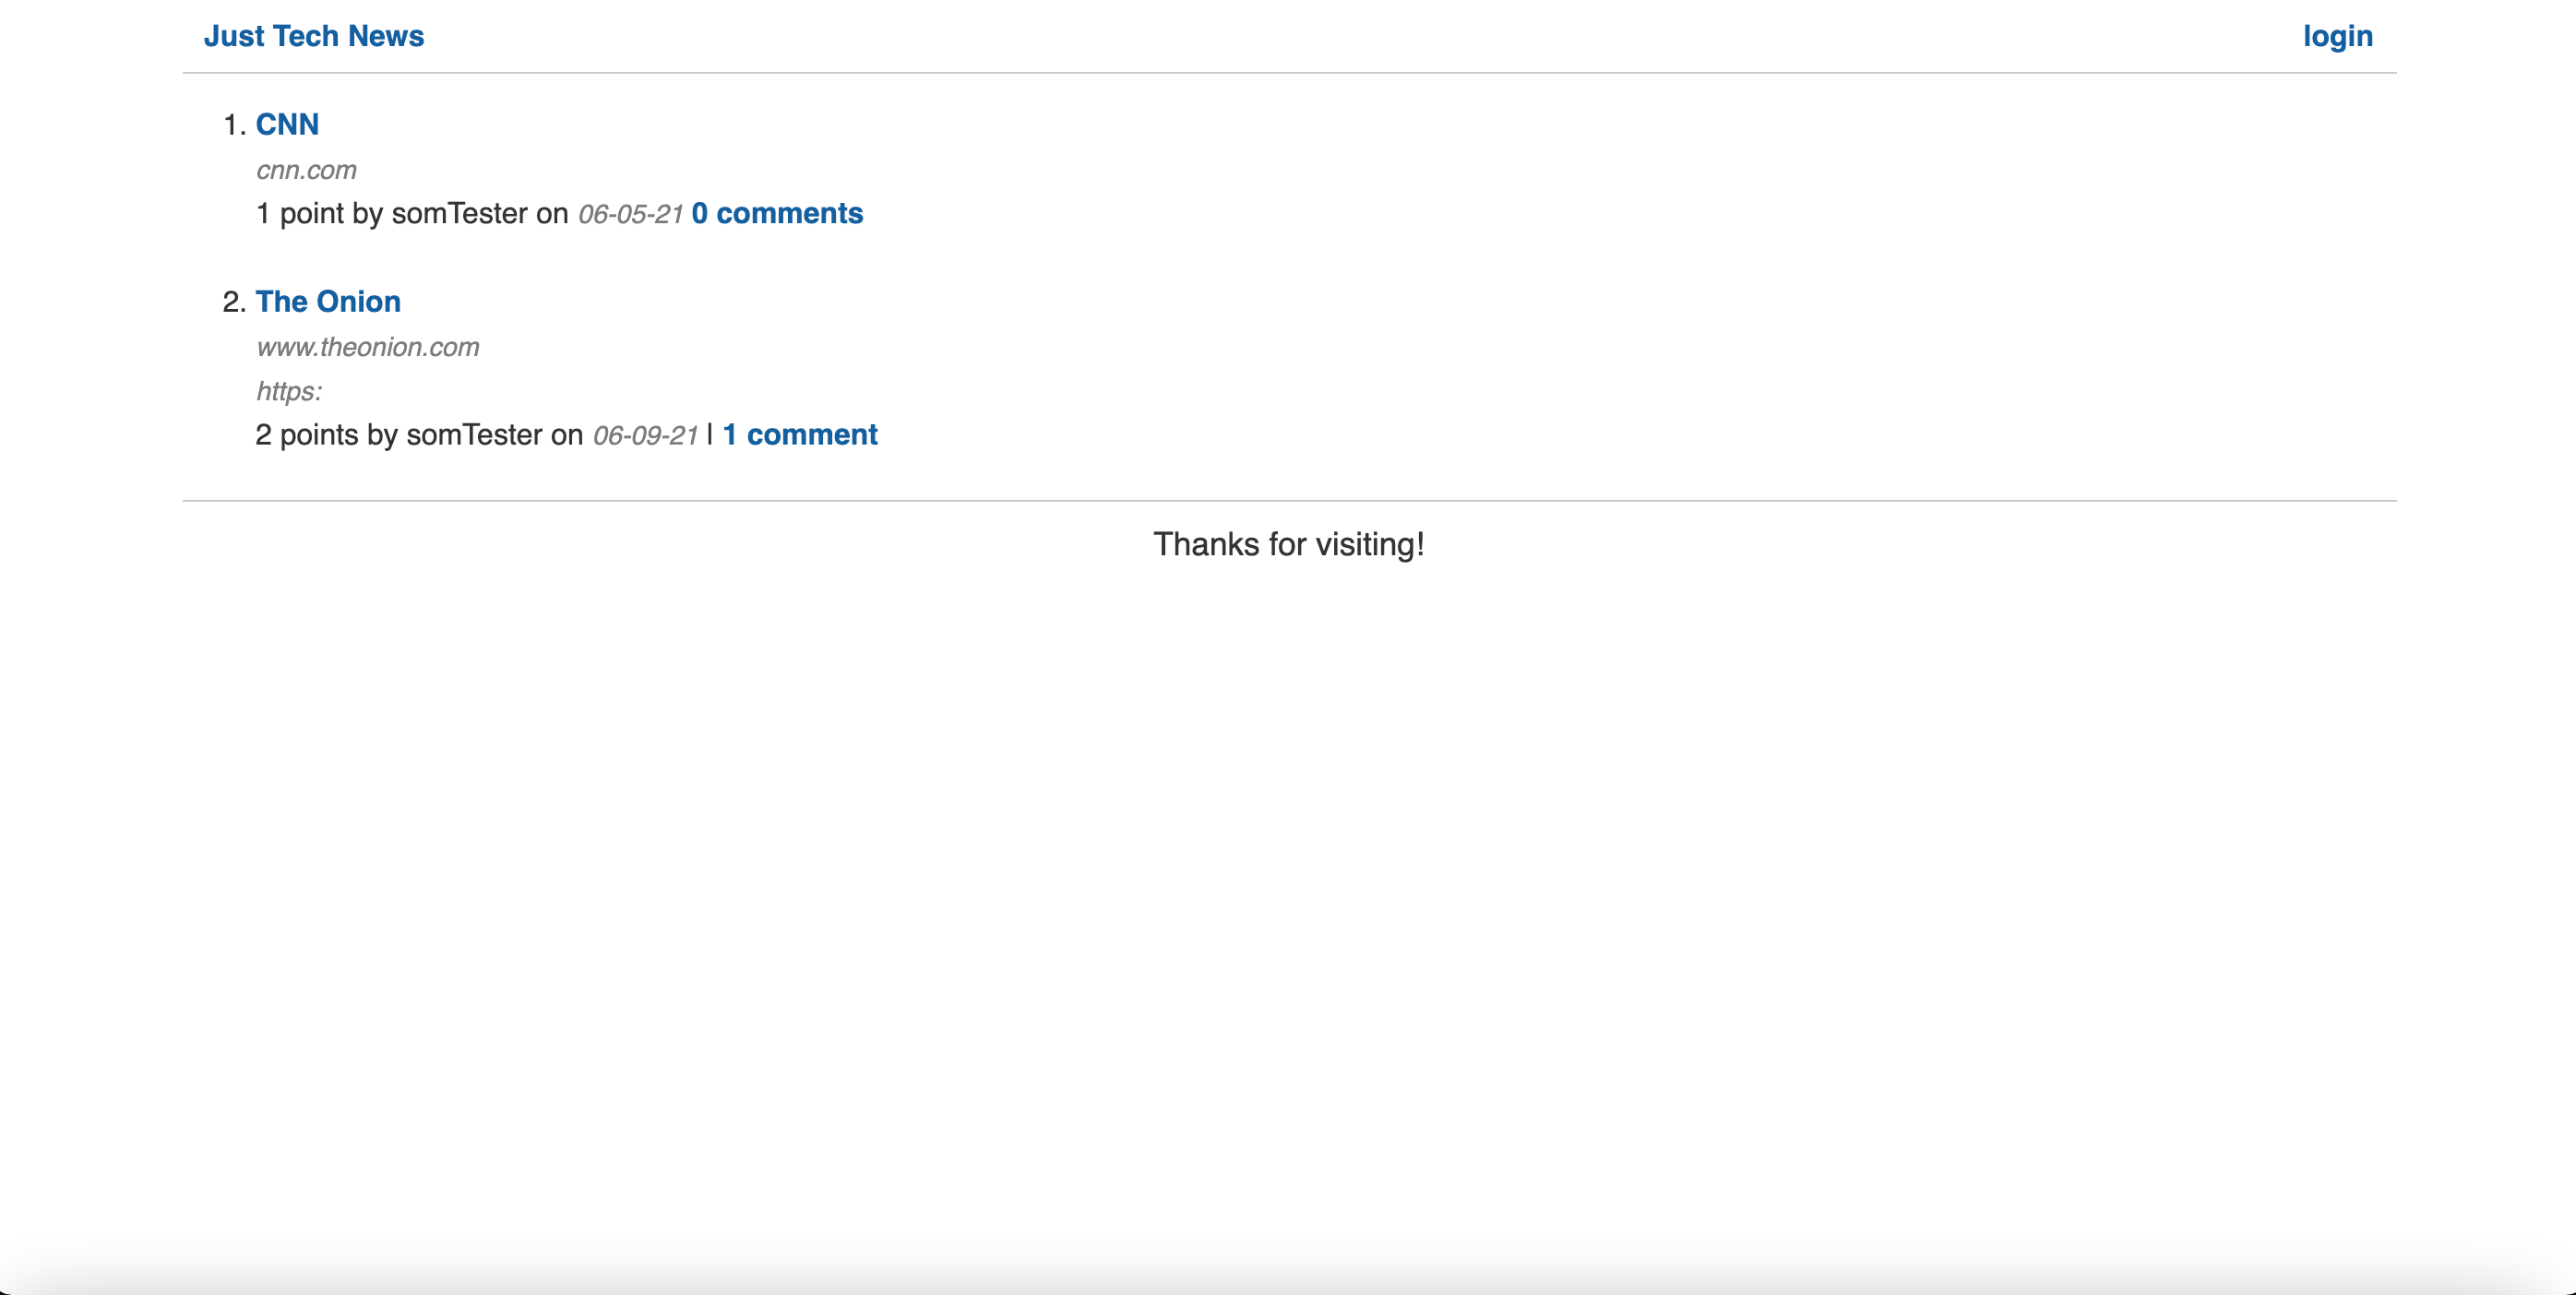 Just Tech News login
1. CNN
cnn.com
1 point by somTester on 06-05-21 0 comments
2. The Onion
www.theonion.com
https:
2 points by somTester on 06-09-21 | 1 comment
Thanks for visiting!